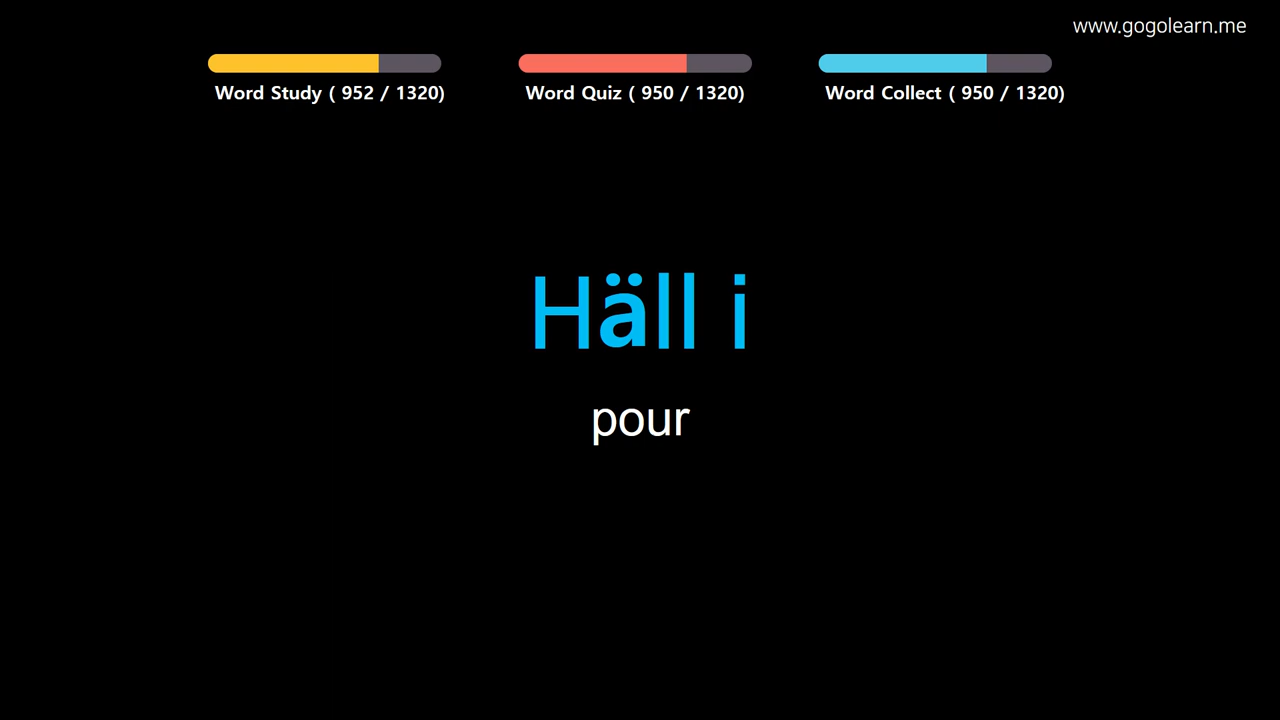 www.gogolearn.me
Word Study ( 952 / 1320)
Word Quiz ( 950 / 1320)
Word Collect ( 950 / 1320)
Häll i
pour